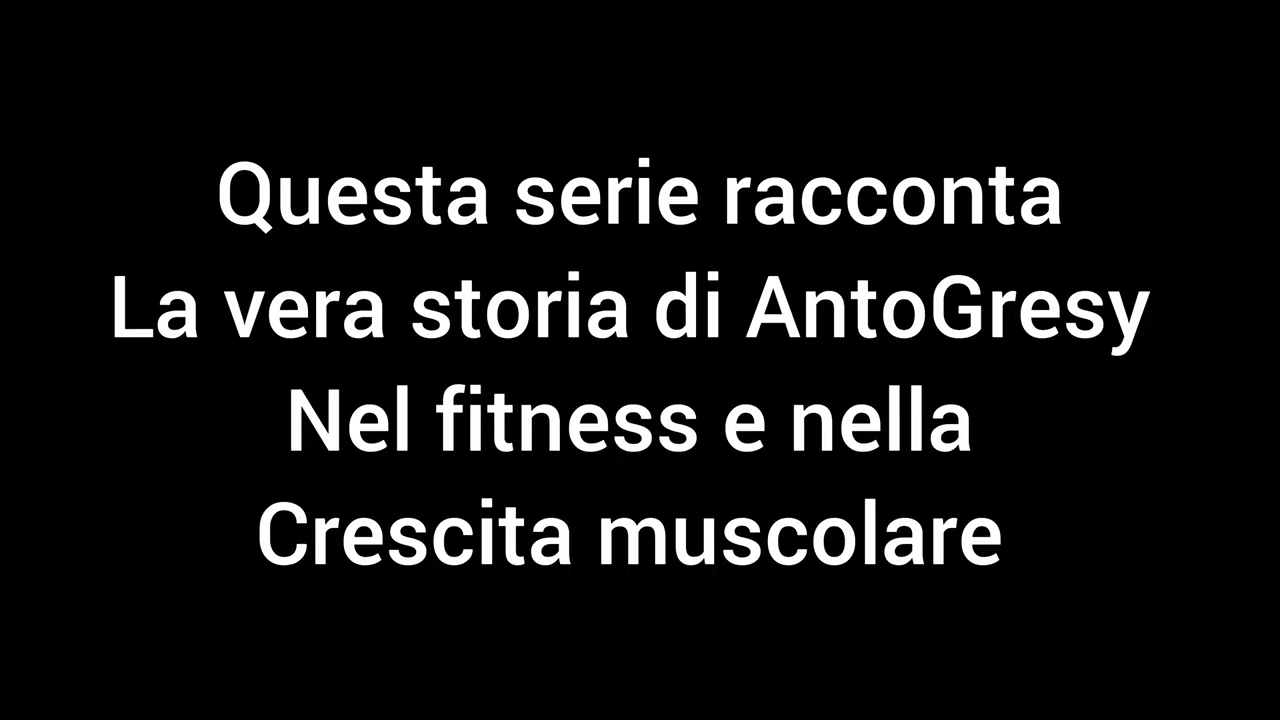 Questa serie racconta
La vera storia di AntoGresy
Nel fitness e nella
Crescita muscolare